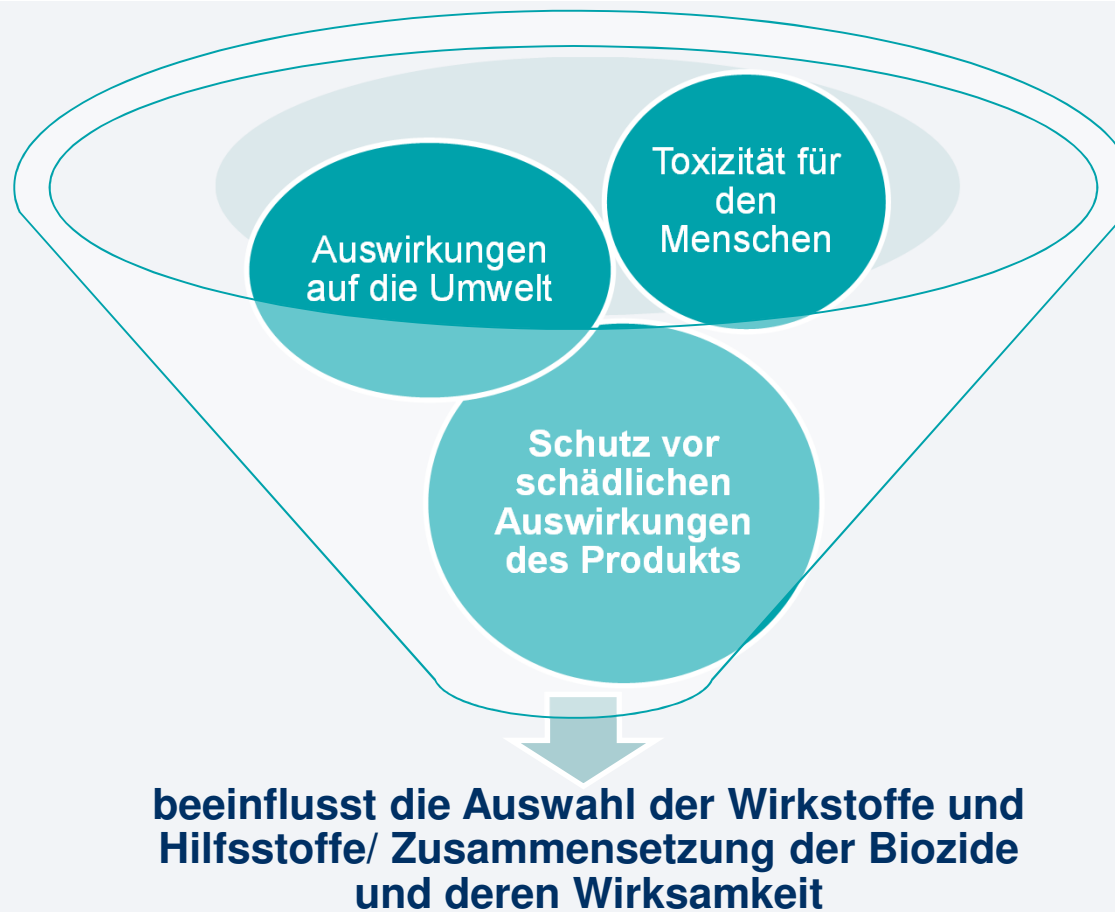 Toxizität für
den
Menschen
Auswirkungen
auf die Umwelt
Schutz vor
schädlichen
Auswirkungen
des Produkts
beeinflusst die Auswahl der Wirkstoffe und
Hilfsstoffe/ Zusammensetzung der Biozide
und deren Wirksamkeit